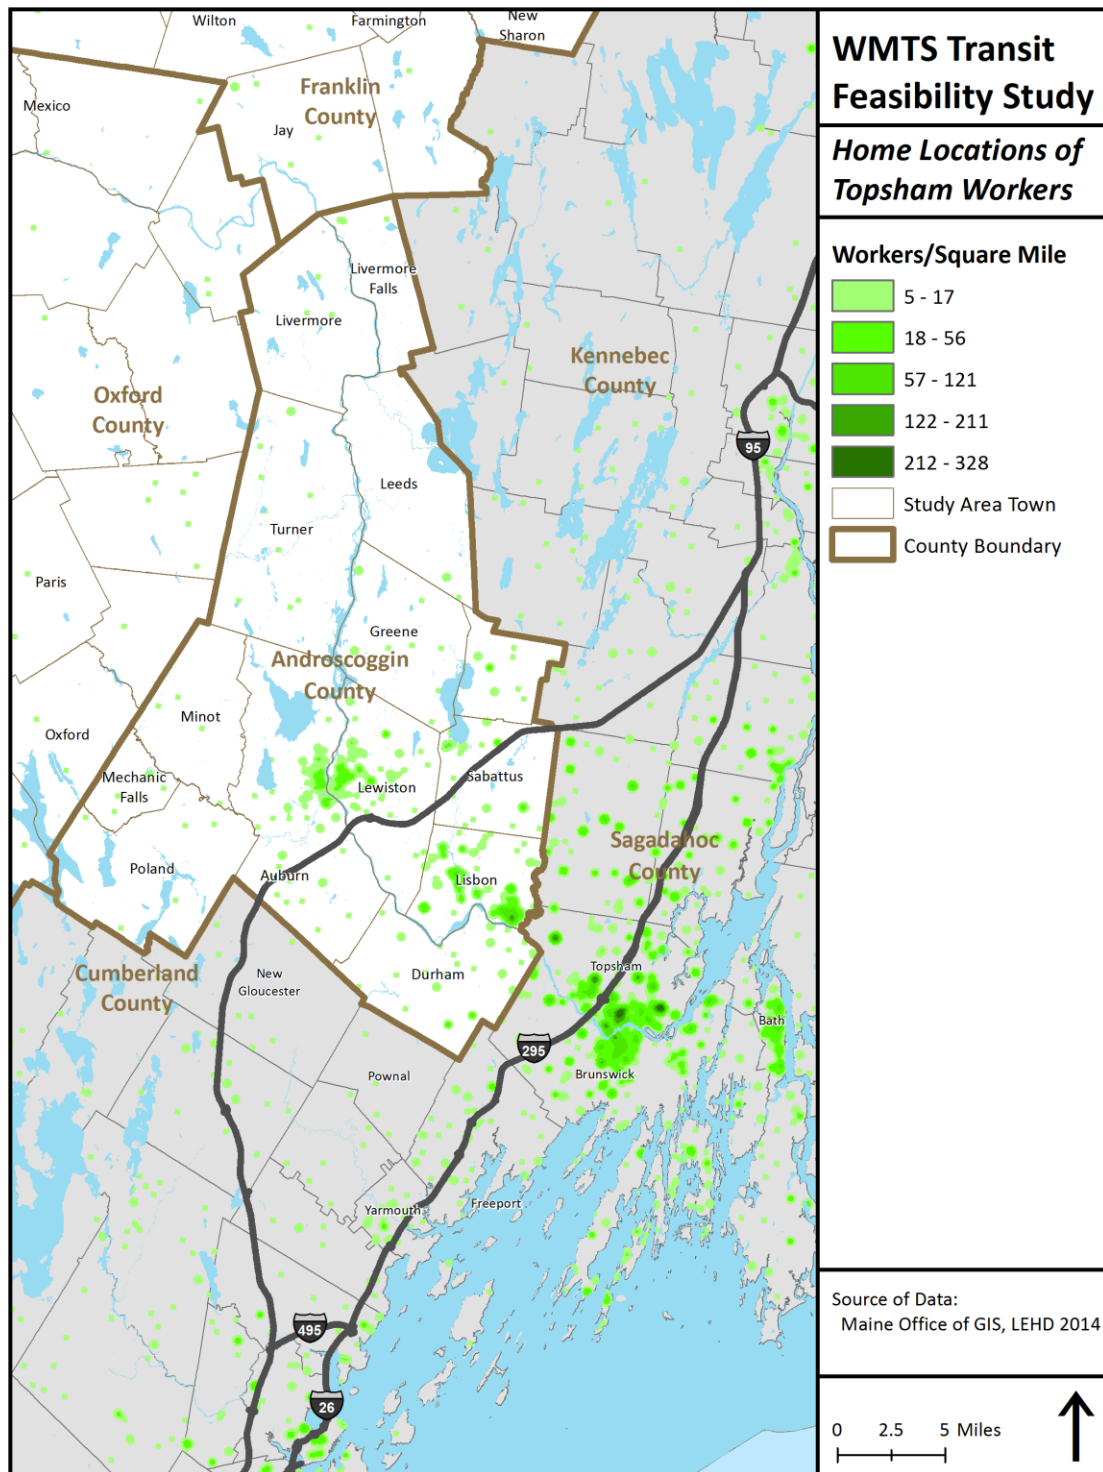 WMTS Transit
Feasibility Study
Home Locations of
Topsham Workers
Workers/Square Mile
5 - 17
18 - 56
57 - 121
122 - 211
212 - 328
Study Area Town
County Boundary
Source of Data:
Maine Office of GIS, LEHD 2014
0 2.5 5 Miles
Wilton
Farmington
New
Sharon
Franklin
County
Mexico
Jay
Livermore
Falls
Livermore
Kennebec
County
Oxford
County
95
Leeds
Turner
Paris
Greene
Androscoggin
County
Minot
Oxford
Mechanic
Falls
Lewiston
Sabattus
Sagadahoc
County
Poland
Auburn
Lisbon
Cumberland
County
New
Gloucester
Durham
Topsham
Bath
295
Brunswick
Pownal
Yarmouth
Freeport
495
26